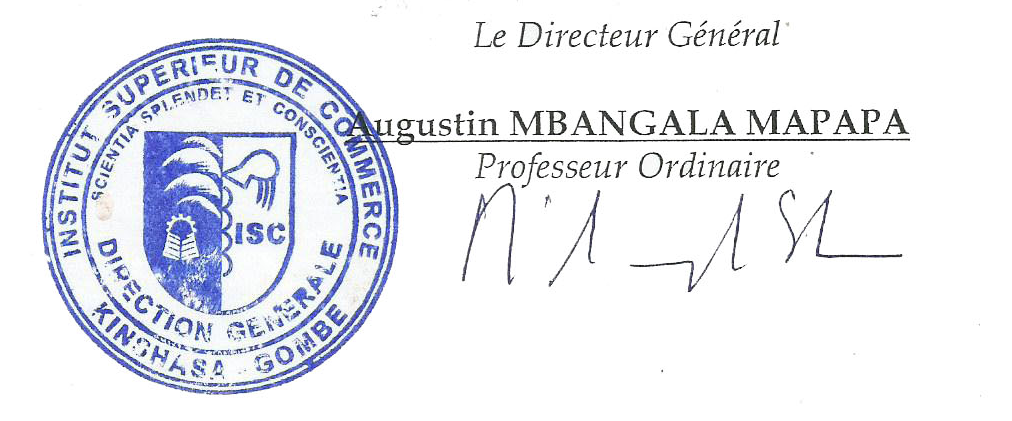 Le Directeur Général
Augustin MBANGALA MAPAPA
Professeur Ordinaire
INSTITUT SUPERIEUR DE COMMERCE
SCIENTIA SPLENDET ET CONSCIENTIA
ISC
DIRECTION GENERALE
KINSHASA - GOMBE